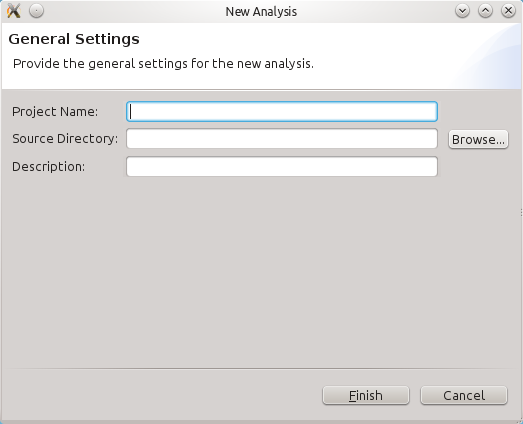 New Analysis
General Settings
Provide the general settings for the new analysis.
Project Name:
Source Directory:
Browse...
Description:
Finish
Cancel